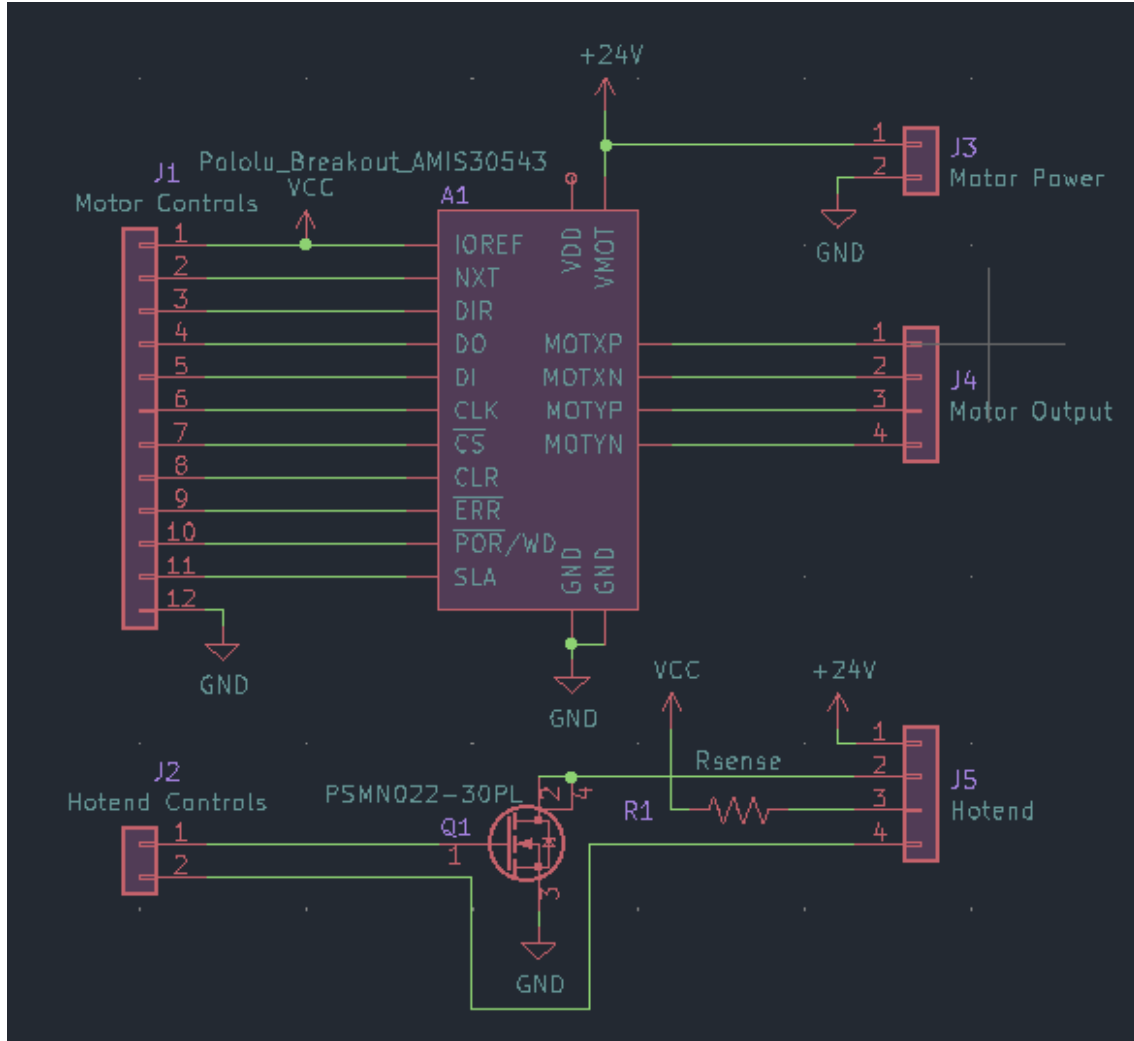 +24V
Pololu_Breakout_AMIS30543
J1
Motor Controls
VCC
A1
1
2
3
4
5
6
7
8
9
10
11
12
IOREF
NXT
DIR
DO
DI
CLK
CS
CLR
ERR
POR/WD
SLA
VDD
VMOT
MOTXP
MOTXN
MOTYP
MOTYN
GND
GND
1
2
J3
Motor Power
GND
1
2
3
4
J4
Motor Output
GND
GND
J2
Hotend Controls
1
2
PSMN022-30PL
Q1
1
2
4
3
GND
VCC
+24V
Rsense
R1
1
2
3
4
J5
Hotend